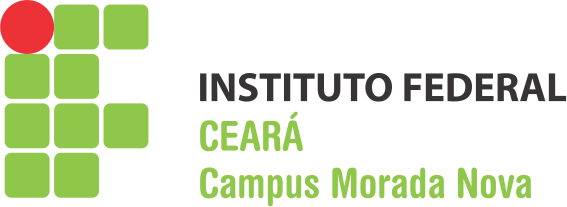 INSTITUTO FEDERAL
CEARÁ
Campus Morada Nova